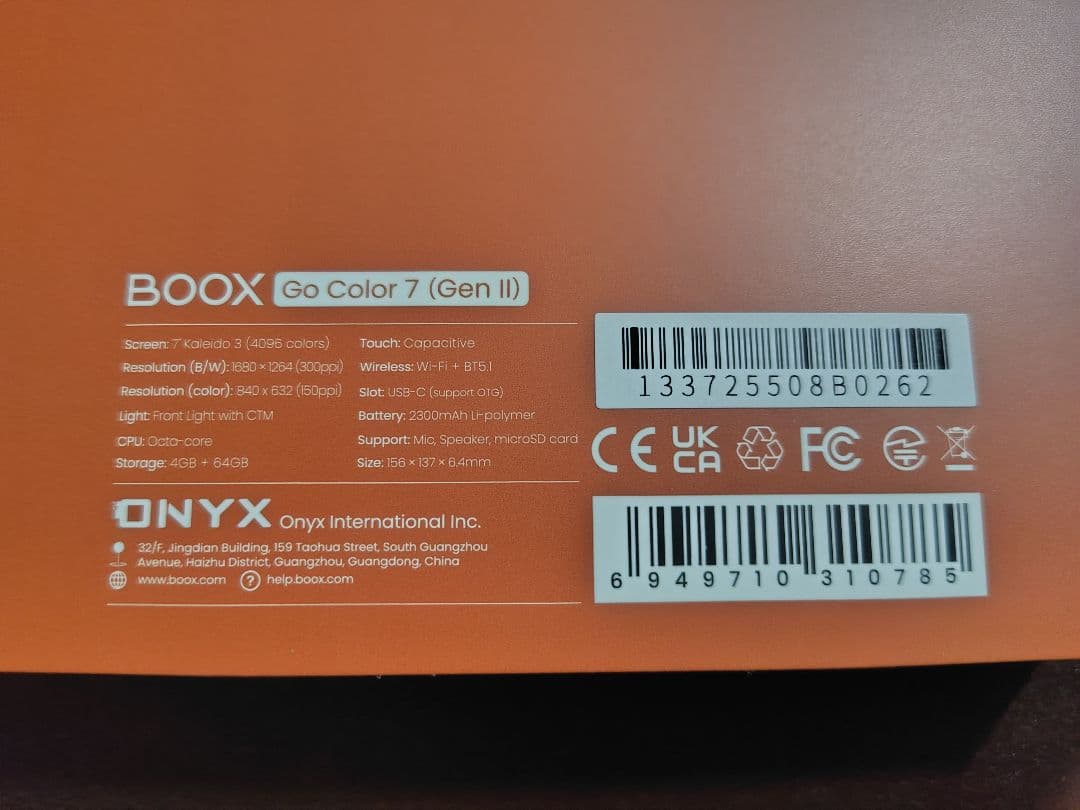 BOOX Go Color 7 (Gen II)
Screen: 7" Kaleido 3 (4096 colors)
Resolution (B/W): 1680 × 1264 (300ppi)
Resolution (color): 840 x 632 (150ppi)
Light: Front Light with CTM
CPU: Octa-core
Storage: 4GB + 64GB
Touch: Capacitive
Wireless: Wi-Fi + BT5.1
Slot: USB-C (support OTG)
Battery: 2300mAh Li-polymer
Support: Mic, Speaker, microSD card
Size: 156 × 137 × 6.4mm
ONYX Onyx International Inc.
32/F, Jingdian Building, 159 Taohua Street, South Guangzhou
Avenue, Haizhu District, Guangzhou, Guangdong, China
www.boox.com ? help.boox.com
133725508B0262
CE UK CA FC
6 949710 310785